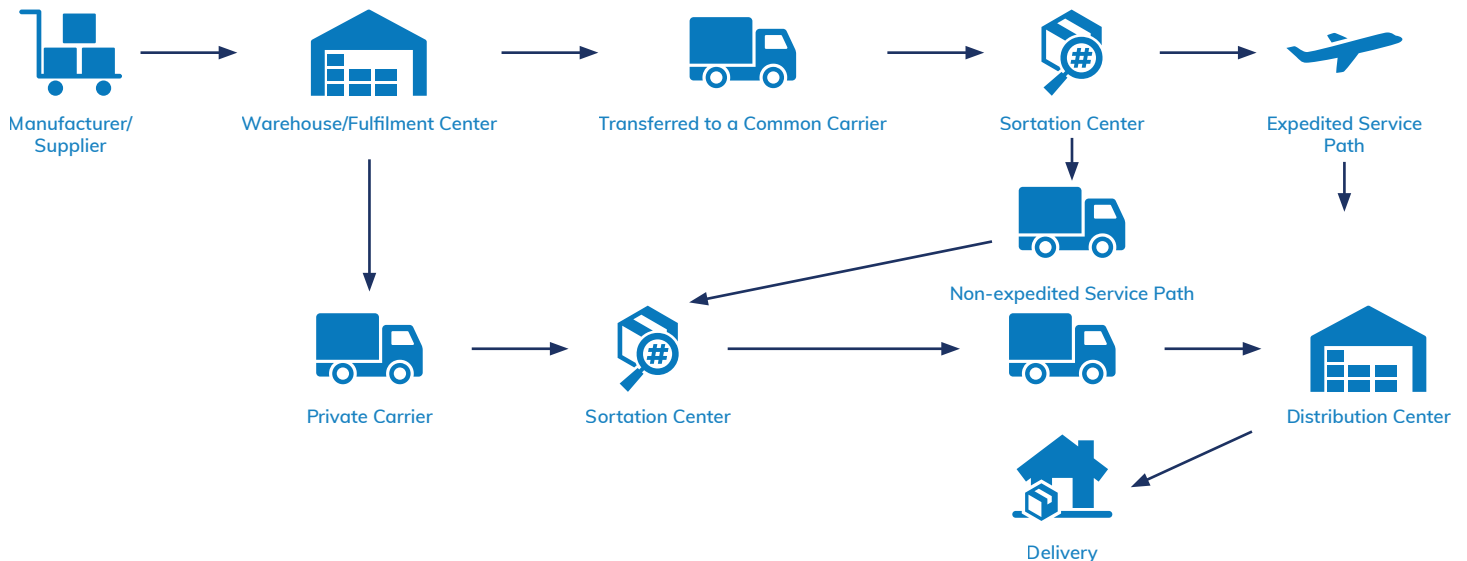 Manufacturer/
Supplier
Warehouse/Fulfilment Center
Transferred to a Common Carrier
Sortation Center
Expedited Service
Path
#
Non-expedited Service Path
#
Private Carrier
Sortation Center
Distribution Center
Delivery